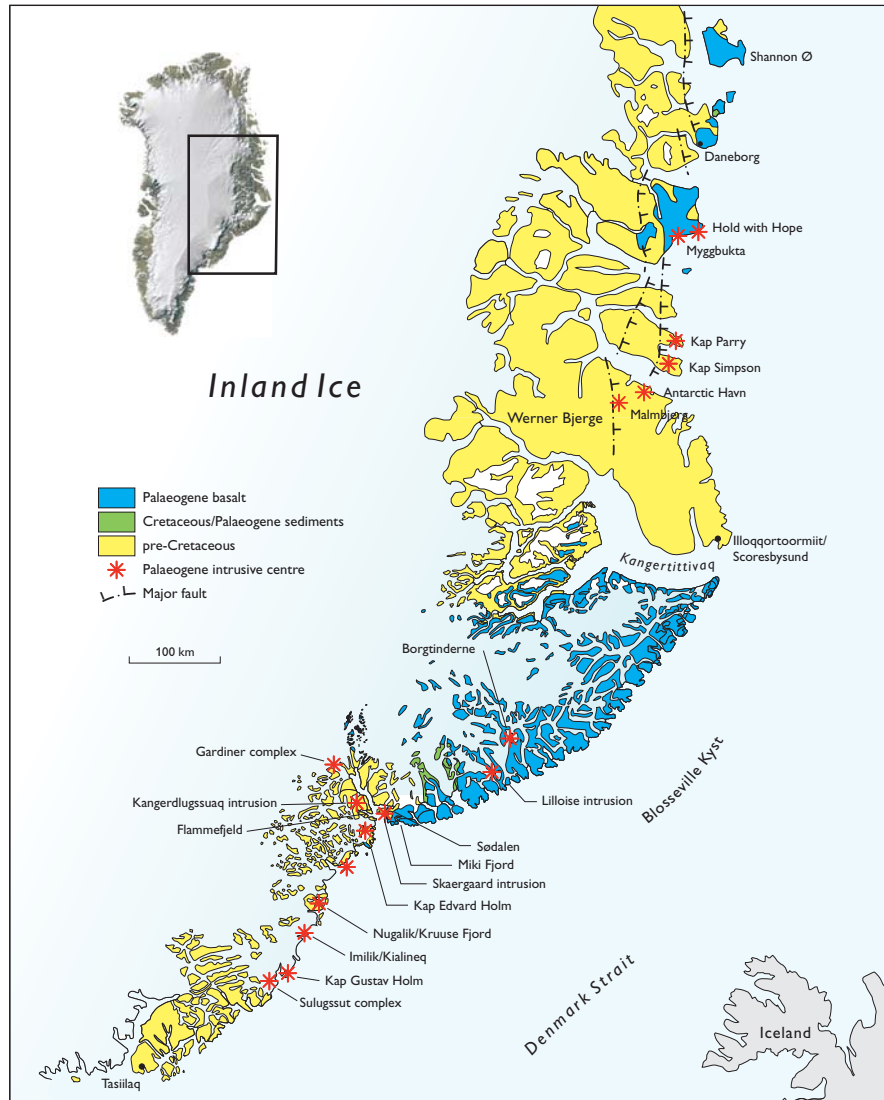 Shannon Ø
Daneborg
Hold with Hope
Myggbukta
Kap Parry
Kap Simpson
Inland Ice
Antarctic Havn
Werner Bjerge
Malmbjerg
Palaeogene basalt
Cretaceous/Palaeogene sediments
pre-Cretaceous
Palaeogene intrusive centre
Major fault
Illoqqortoormiit/
Scoresbysund
Kangertittivaq
100 km
Borgtinderne
Gardiner complex
Blosseville Kyst
Kangerdlugssuaq intrusion
Lilloise intrusion
Flammefjeld
Sødalen
Miki Fjord
Skaergaard intrusion
Kap Edvard Holm
Nugalik/Kruuse Fjord
Imilik/Kialineq
Kap Gustav Holm
Sulugssut complex
Denmark Strait
Iceland
Tasiilaq